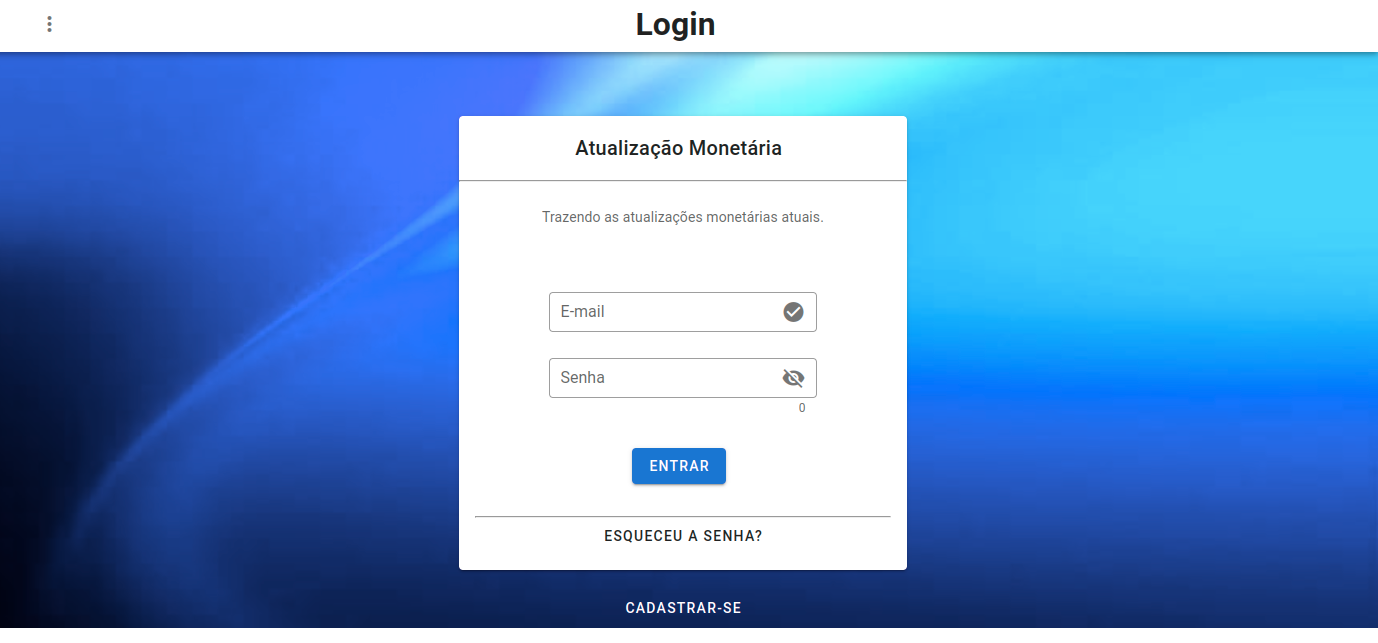 Login
Atualização Monetária
Trazendo as atualizações monetárias atuais.
E-mail
Senha
0
ENTRAR
ESQUECEU A SENHA?
CADASTRAR-SE